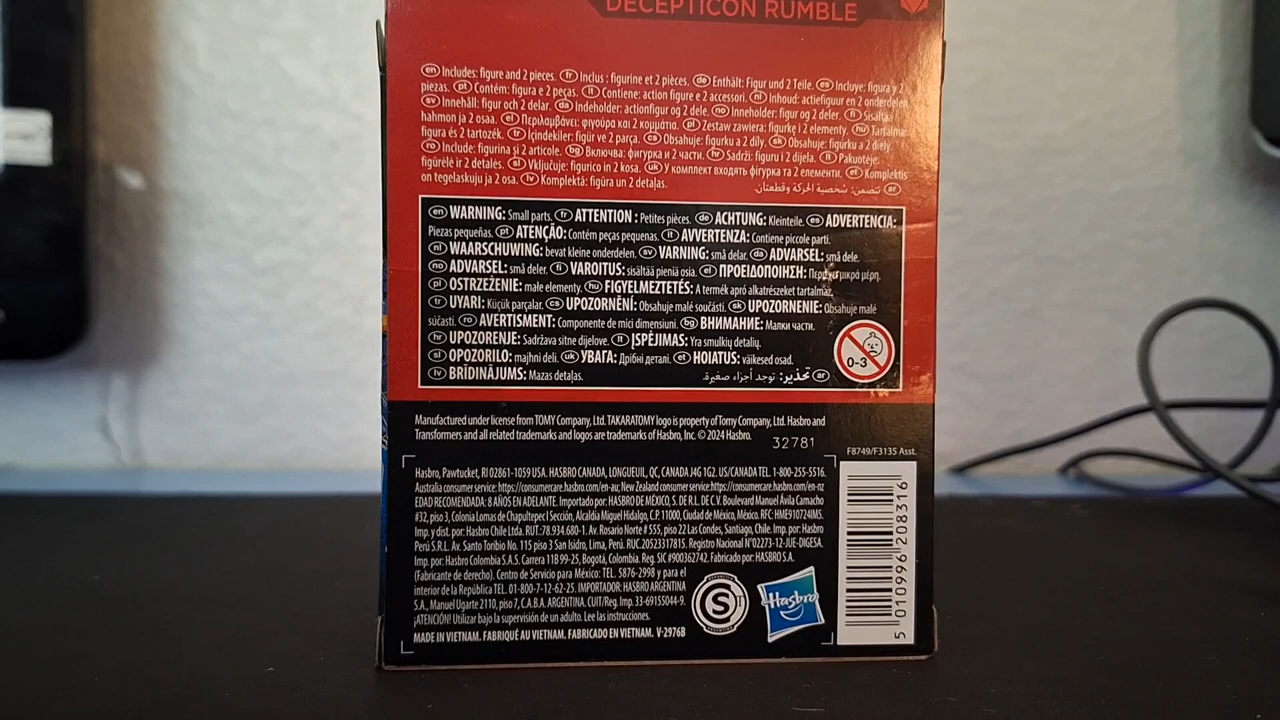 DECEPTICON RUMBLE
en Includes: figure and 2 pieces. fr Inclus : figurine et 2 pièces. de Enthält: Figur und 2 Teile. es Incluye: figura y 2
piezas. pt Contém: figura e 2 peças. it Contiene: action figure e 2 accessori. nl Inhoud: actiefiguur en 2 onderdelen
sv Innehåll: figur och 2 delar. da Indeholder: actionfigur og 2 dele. no Inneholder: figur og 2 deler. fi Sisältää
hahmon ja 2 osaa. el Περιλαμβάνει: φιγούρα και 2 κομμάτια. pl Zestaw zawiera: figurkę i 2 elementy. hu Tartalma:
figura és 2 tartozék. tr İçindekiler: figür ve 2 parça. cs Obsahuje: figurku a 2 díly. sk Obsahuje: figúrku a 2 diely.
ro Include: figurina și 2 articole. bg Включва: фигурка и 2 части. hr Sadrži: figuru i 2 dijela. lt Pakuotėje:
figūrėlė ir 2 detalės. sl Vključuje: figurico in 2 kosa. uk У комплект входять фігурка та 2 елементи. et Komplektis
on tegelaskuju ja 2 osa. lv Komplektā: figūra un 2 detaļas. ar تتضمن: شخصية الحركة وقطعتان.
en WARNING: Small parts. fr ATTENTION : Petites pièces. de ACHTUNG: Kleinteile. es ADVERTENCIA:
Piezas pequeñas. pt ATENÇÃO: Contém peças pequenas. it AVVERTENZA: Contiene piccole parti.
nl WAARSCHUWING: bevat kleine onderdelen. sv VARNING: små delar. da ADVARSEL: små dele.
no ADVARSEL: små deler. fi VAROITUS: sisältää pieniä osia. el ΠΡΟΕΙΔΟΠΟΙΗΣΗ: Περιέχει μικρά μέρη.
pl OSTRZEŻENIE: małe elementy. hu FIGYELMEZTETÉS: A termék apró alkatrészeket tartalmaz.
tr UYARI: Küçük parçalar. cs UPOZORNĚNÍ: Obsahuje malé součásti. sk UPOZORNENIE: Obsahuje malé
súčasti. ro AVERTISMENT: Componente de mici dimensiuni. bg ВНИМАНИЕ: Малки части.
hr UPOZORENJE: Sadržava sitne dijelove. lt ĮSPĖJIMAS: Yra smulkių detalių.
sl OPOZORILO: majhni deli. uk УВАГА: Дрібні деталі. et HOIATUS: väikesed osad.
lv BRĪDINĀJUMS: Mazas detaļas. ar تحذير: توجد أجزاء صغيرة.
0-3
Manufactured under license from TOMY Company, Ltd. TAKARATOMY logo is property of Tomy Company, Ltd. Hasbro and
Transformers and all related trademarks and logos are trademarks of Hasbro, Inc. © 2024 Hasbro.
32781
F8749/F3135 Asst.
Hasbro, Pawtucket, RI 02861-1059 USA. HASBRO CANADA, LONGUEUIL, QC, CANADA J4G 1G2. US/CANADA TEL. 1-800-255-5516.
Australia consumer service: https://consumercare.hasbro.com/en-au; New Zealand consumer service:https://consumercare.hasbro.com/en-nz
EDAD RECOMENDADA: 8 AÑOS EN ADELANTE. Importado por: HASBRO DE MÉXICO, S. DE R.L. DE C.V. Boulevard Manuel Ávila Camacho
#32, piso 3, Colonia Lomas de Chapultepec I Sección, Alcaldía Miguel Hidalgo, C.P. 11000, Ciudad de México, México. RFC: HME910724IM5.
Imp. y dist. por: Hasbro Chile Ltda. RUT.:78.934.680-1. Av. Rosario Norte # 555, piso 22 Las Condes, Santiago, Chile. Imp. por: Hasbro
Perú S.R.L. Av. Santo Toribio No. 115 piso 3 San Isidro, Lima, Perú. RUC.20523317815. Registro Nacional N°02273-12-JUE-DIGESA.
Imp. por: Hasbro Colombia S.A.S. Carrera 11B 99-25, Bogotá, Colombia. Reg. SIC #900362742. Fabricado por: HASBRO S.A.
(Fabricante de derecho). Centro de Servicio para México: TEL. 5876-2998 y para el
interior de la República TEL. 01-800-7-12-62-25. IMPORTADOR: HASBRO ARGENTINA
S.A., Manuel Ugarte 2110, piso 7, C.A.B.A. ARGENTINA. CUIT/Reg. Imp. 33-69155044-9.
¡ATENCIÓN! Utilizar bajo la supervisión de un adulto. Lee las instrucciones.
MADE IN VIETNAM. FABRIQUÉ AU VIETNAM. FABRICADO EN VIETNAM. V-2976B
S
Hasbro
5 010996 208316